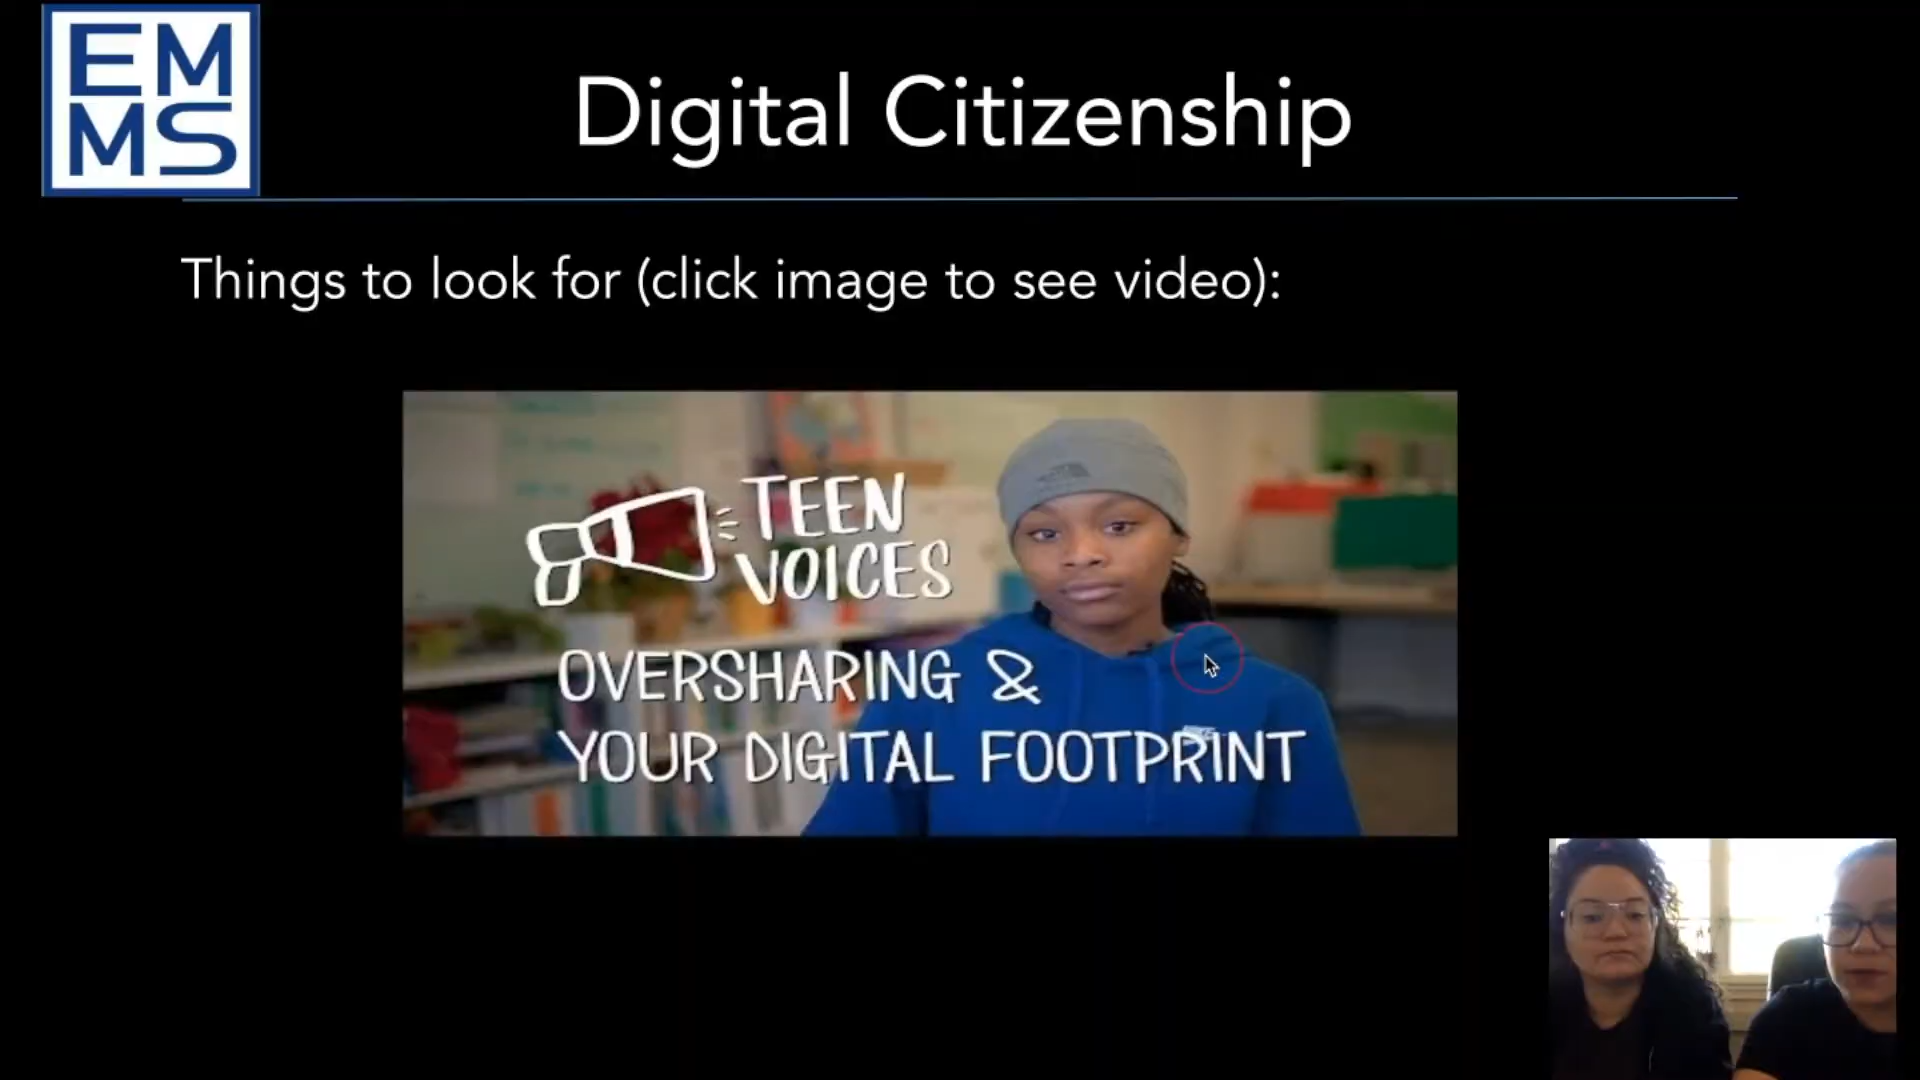 EM
MS
Digital Citizenship
Things to look for (click image to see video):
TEEN
VOICES
OVERSHARING &
YOUR DIGITAL FOOTPRINT